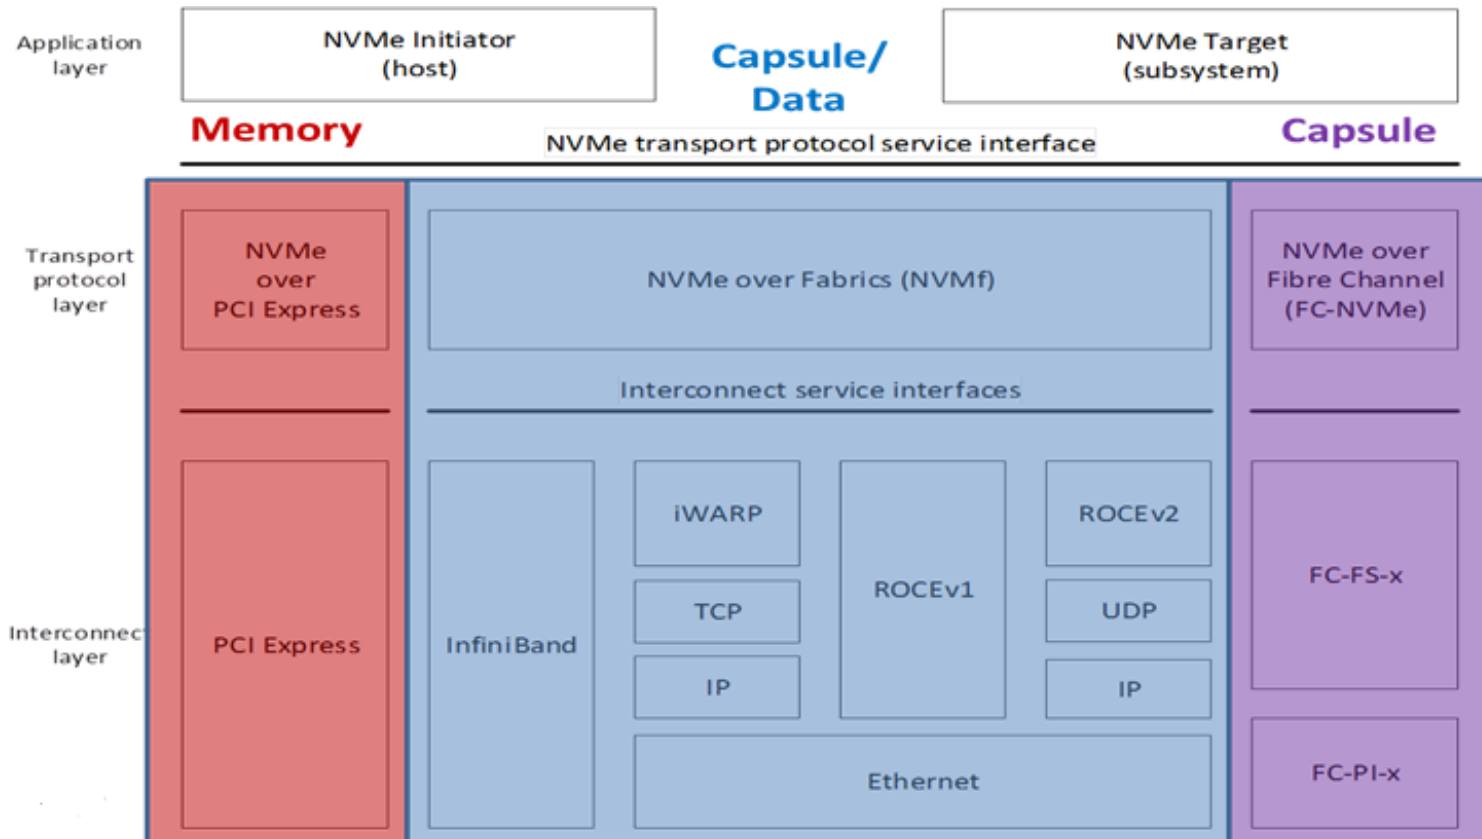 Application
layer
NVMe Initiator
(host)
Capsule/
Data
NVMe Target
(subsystem)
Memory
NVMe transport protocol service interface
Capsule
Transport
protocol
layer
NVMe
over
PCI Express
NVMe over Fabrics (NVMf)
NVMe over
Fibre Channel
(FC-NVMe)
Interconnect service interfaces
Interconnect
layer
PCI Express
InfiniBand
iWARP
TCP
IP
ROCEv1
ROCEv2
UDP
IP
Ethernet
FC-FS-x
FC-PI-x